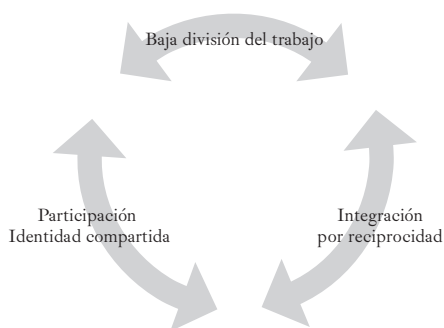 Baja división del trabajo
Participación
Identidad compartida
Integración
por reciprocidad